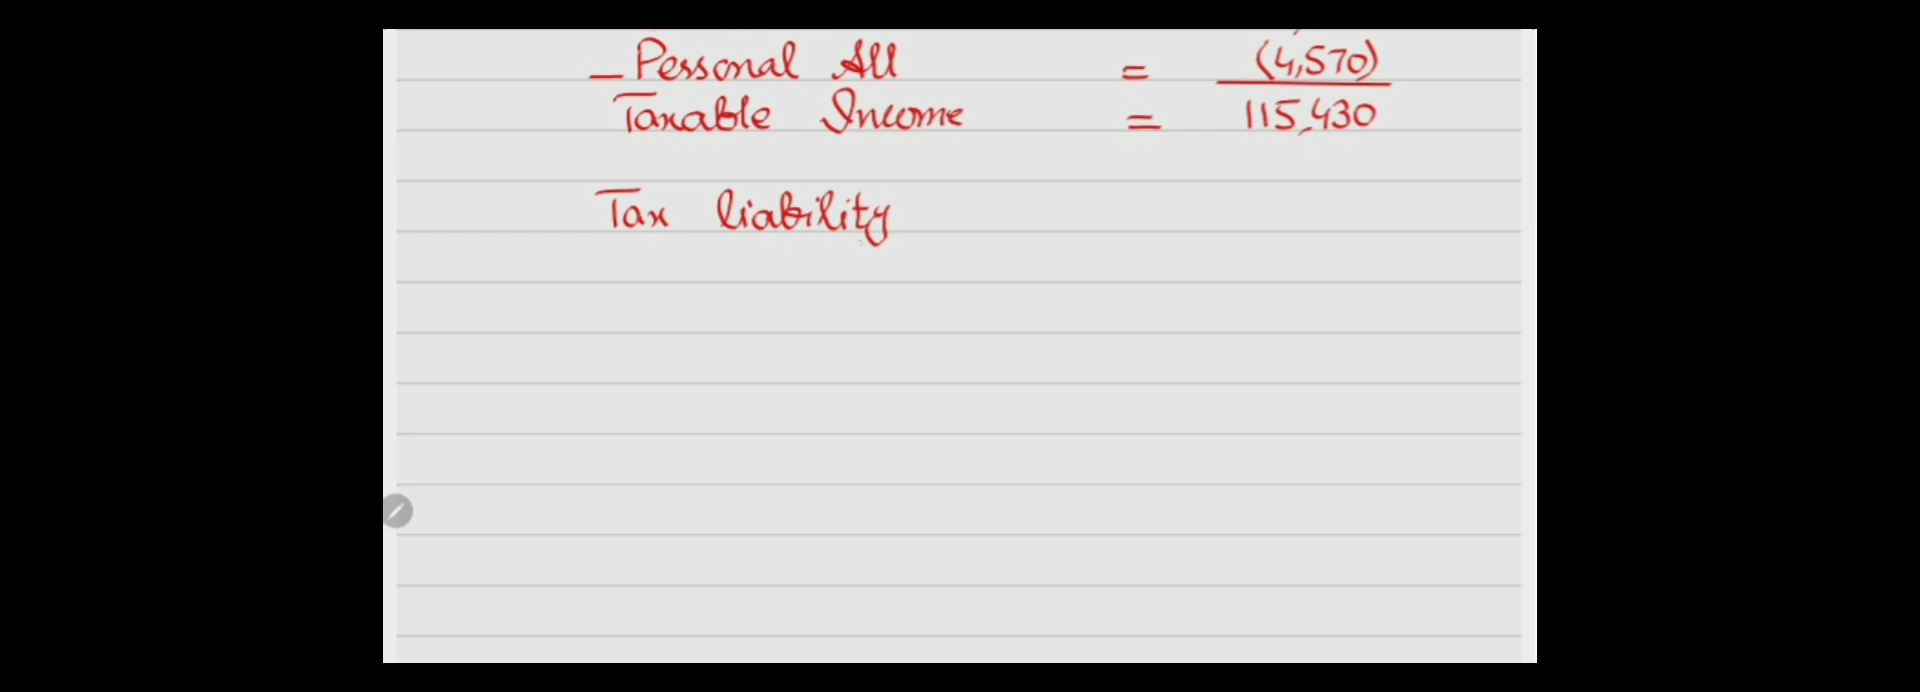 - Personal All = (4,570)
Taxable Income = 115,430
Tax liability